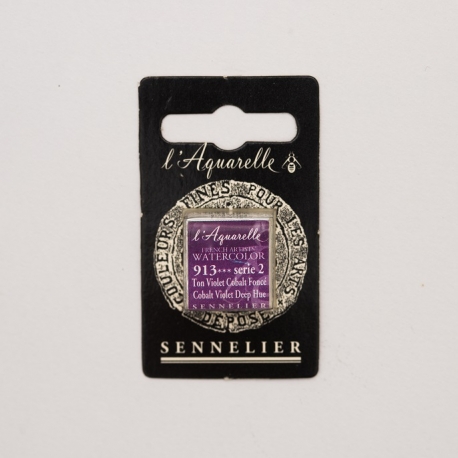 l'Aquarelle
COULEURS FINES POUR LES ARTS
DÉPOSÉ
l'Aquarelle
FRENCH ARTISTS'
WATERCOLOR
913*** serie 2
Ton Violet Cobalt Foncé
Cobalt Violet Deep Hue
SENNELIER
SENNELIER